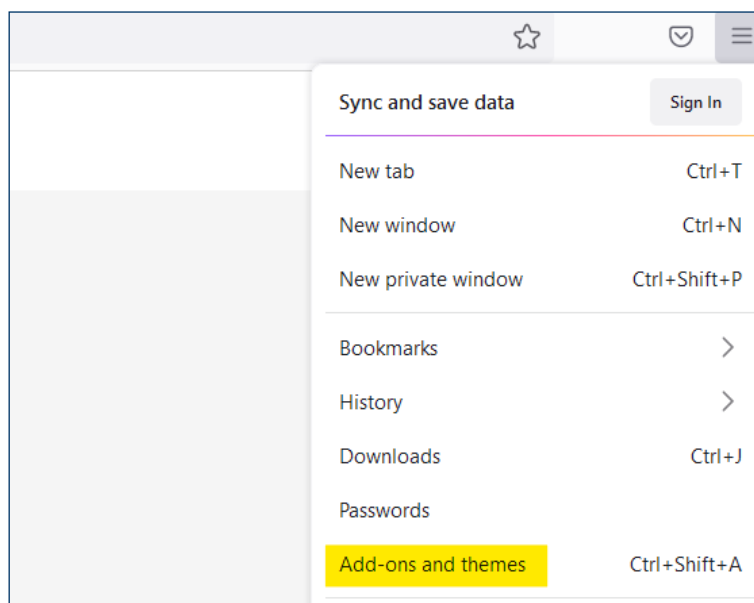 Sync and save data Sign In
New tab Ctrl+T
New window Ctrl+N
New private window Ctrl+Shift+P
Bookmarks
History
Downloads Ctrl+J
Passwords
Add-ons and themes Ctrl+Shift+A